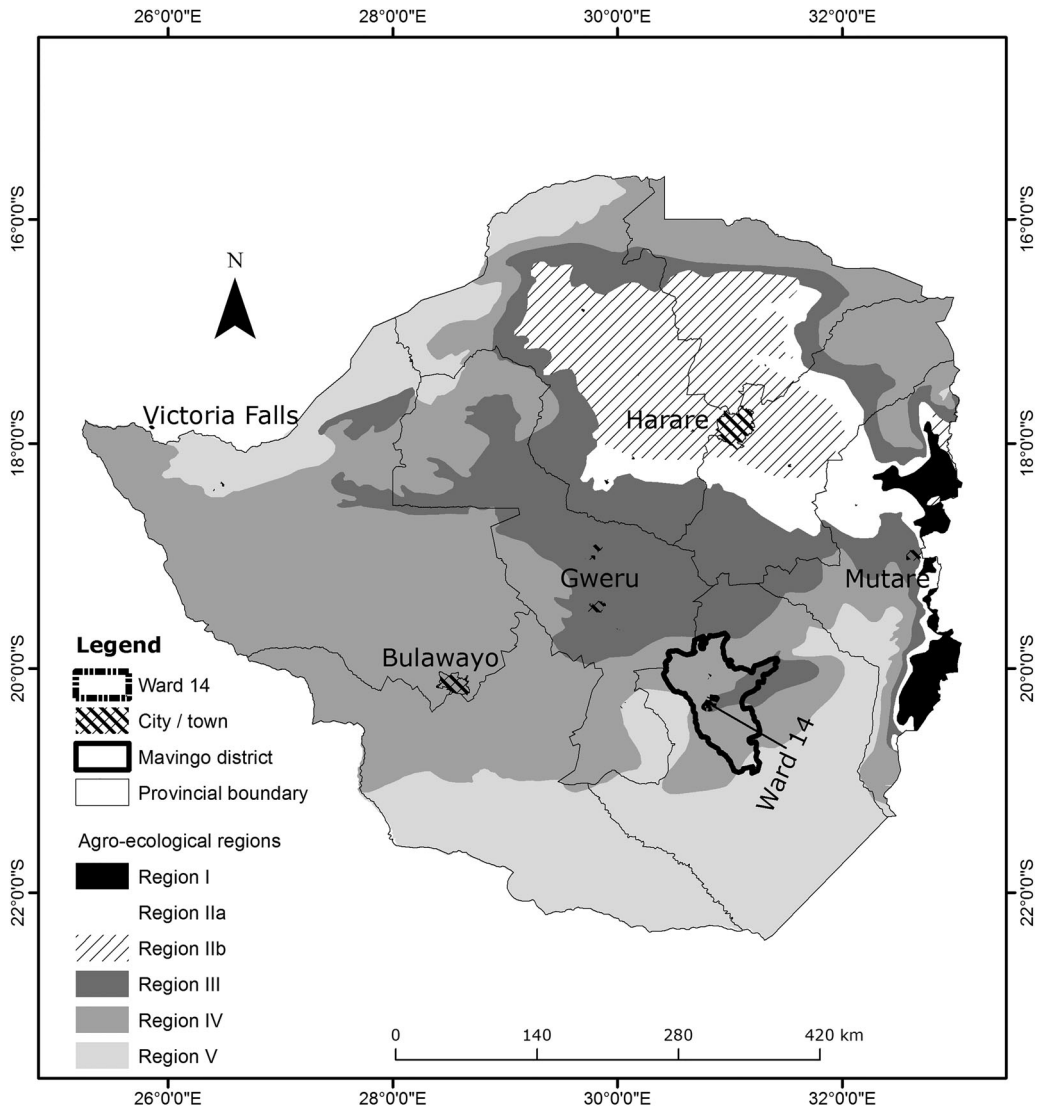 26°0'0"E 28°0'0"E 30°0'0"E 32°0'0"E
16°0'0"S 16°0'0"S
N
Victoria Falls
Harare
18°0'0"S 18°0'0"S
Gweru
Mutare
Legend
Bulawayo
20°0'0"S 20°0'0"S
Ward 14
Ward 14
City / town
Mavingo district
Provincial boundary
Agro-ecological regions
Region I
22°0'0"S 22°0'0"S
Region IIa
Region IIb
Region III
Region IV
Region V
0 140 280 420 km
26°0'0"E 28°0'0"E 30°0'0"E 32°0'0"E